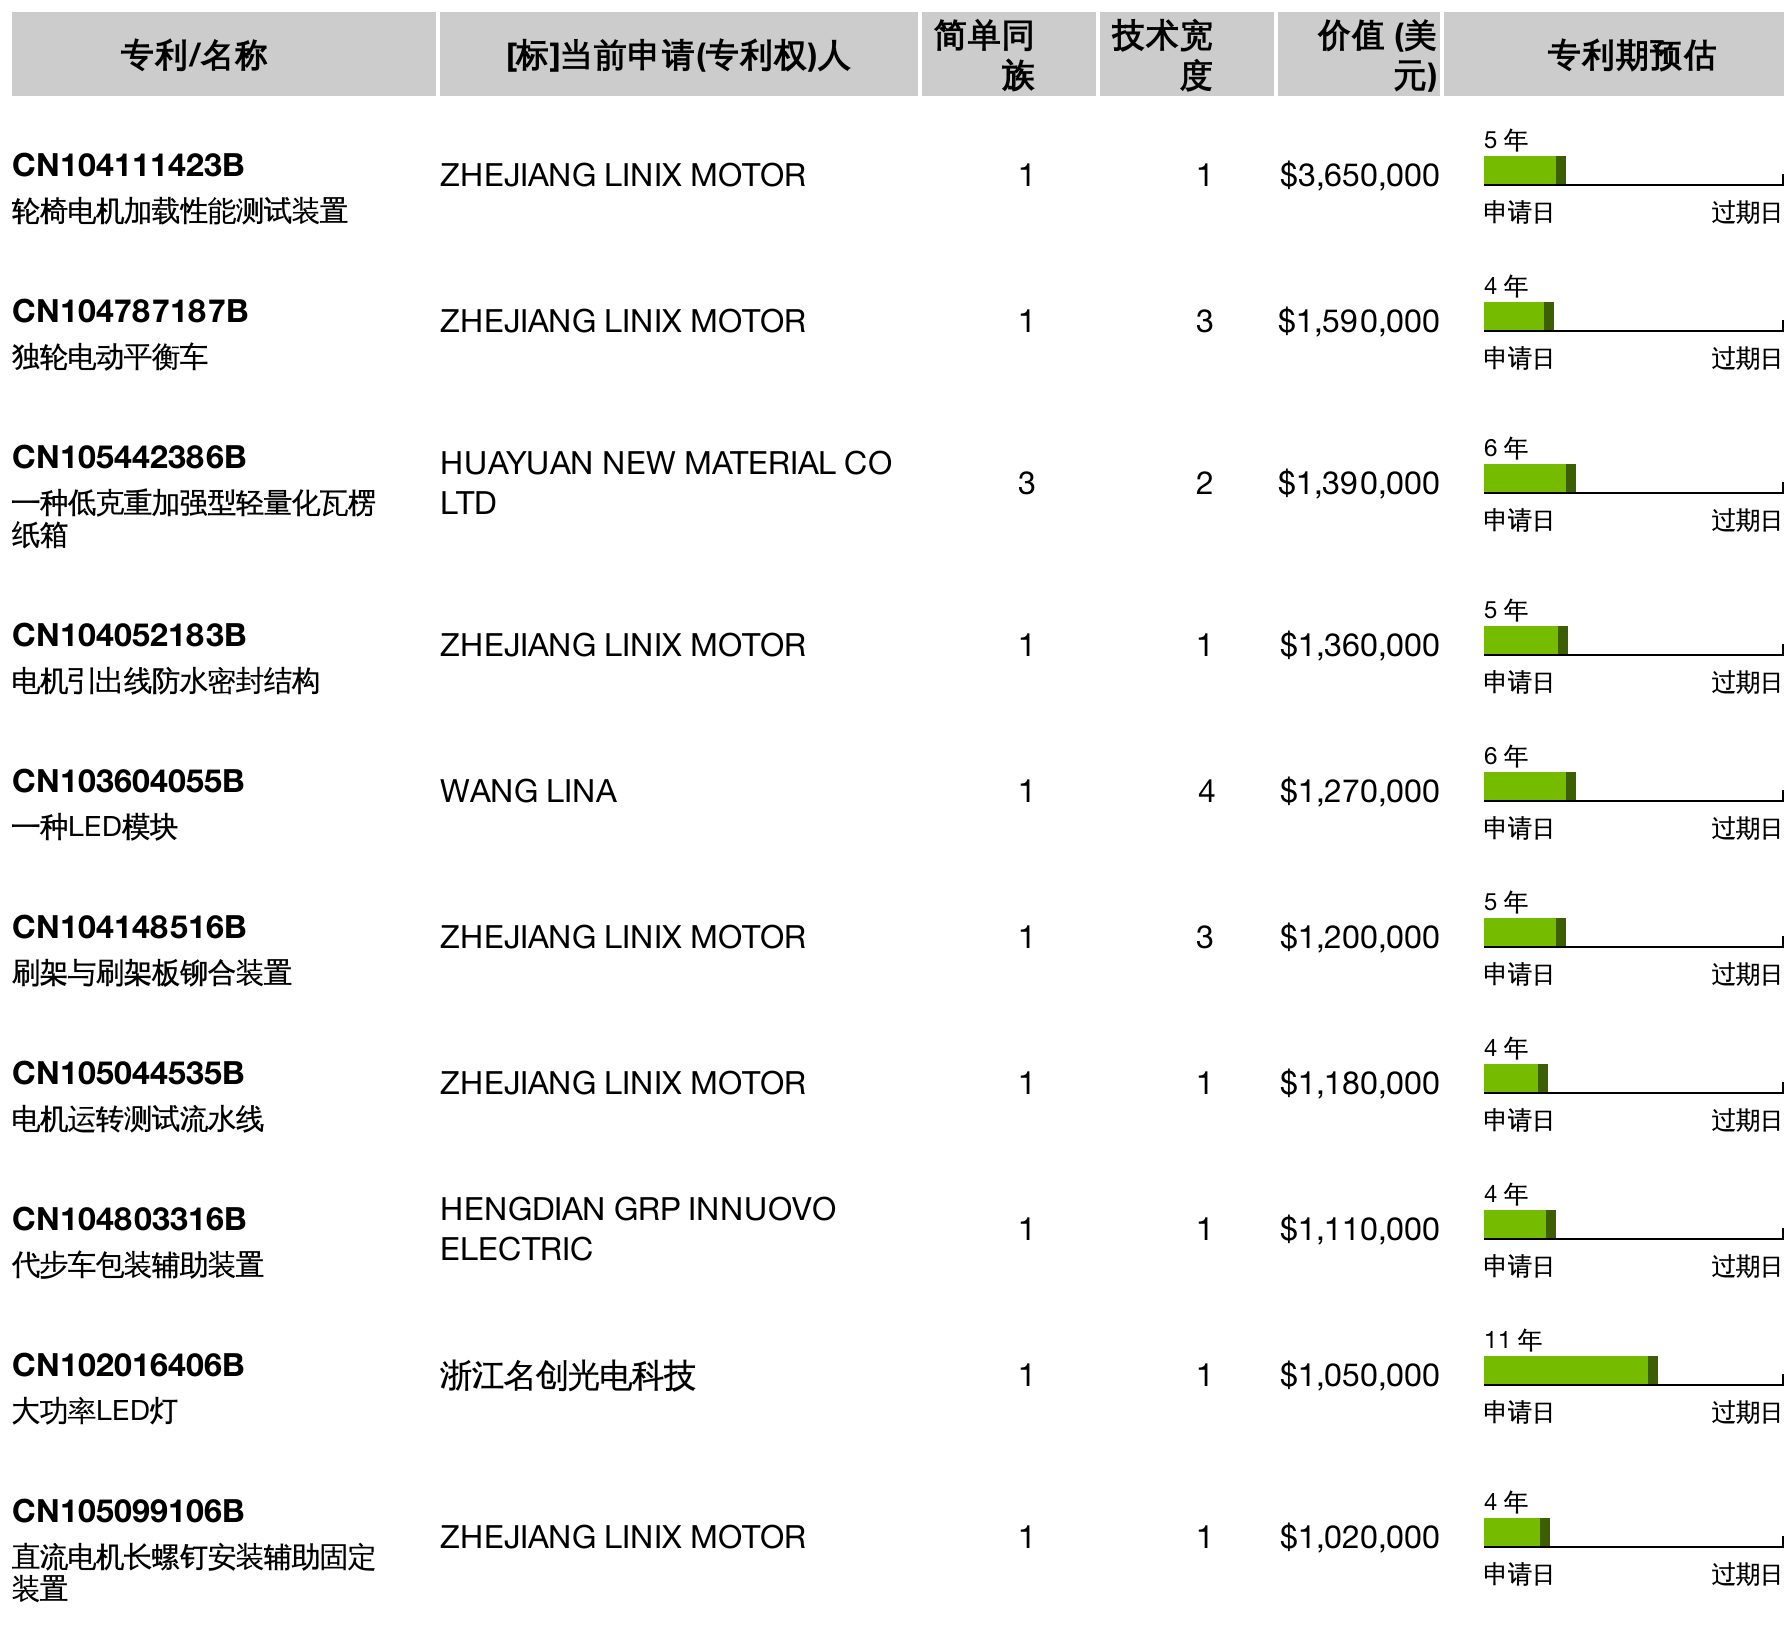 专利/名称
[标]当前申请(专利权)人
简单同
族
技术宽
度
价值 (美
元)
专利期预估
CN104111423B
轮椅电机加载性能测试装置
ZHEJIANG LINIX MOTOR
1
1
$3,650,000
5 年
申请日
过期日
CN104787187B
独轮电动平衡车
ZHEJIANG LINIX MOTOR
1
3
$1,590,000
4 年
申请日
过期日
CN105442386B
一种低克重加强型轻量化瓦楞
纸箱
HUAYUAN NEW MATERIAL CO
LTD
3
2
$1,390,000
6 年
申请日
过期日
CN104052183B
电机引出线防水密封结构
ZHEJIANG LINIX MOTOR
1
1
$1,360,000
5 年
申请日
过期日
CN103604055B
一种LED模块
WANG LINA
1
4
$1,270,000
6 年
申请日
过期日
CN104148516B
刷架与刷架板铆合装置
ZHEJIANG LINIX MOTOR
1
3
$1,200,000
5 年
申请日
过期日
CN105044535B
电机运转测试流水线
ZHEJIANG LINIX MOTOR
1
1
$1,180,000
4 年
申请日
过期日
CN104803316B
代步车包装辅助装置
HENGDIAN GRP INNUOVO
ELECTRIC
1
1
$1,110,000
4 年
申请日
过期日
CN102016406B
大功率LED灯
浙江名创光电科技
1
1
$1,050,000
11 年
申请日
过期日
CN105099106B
直流电机长螺钉安装辅助固定
装置
ZHEJIANG LINIX MOTOR
1
1
$1,020,000
4 年
申请日
过期日